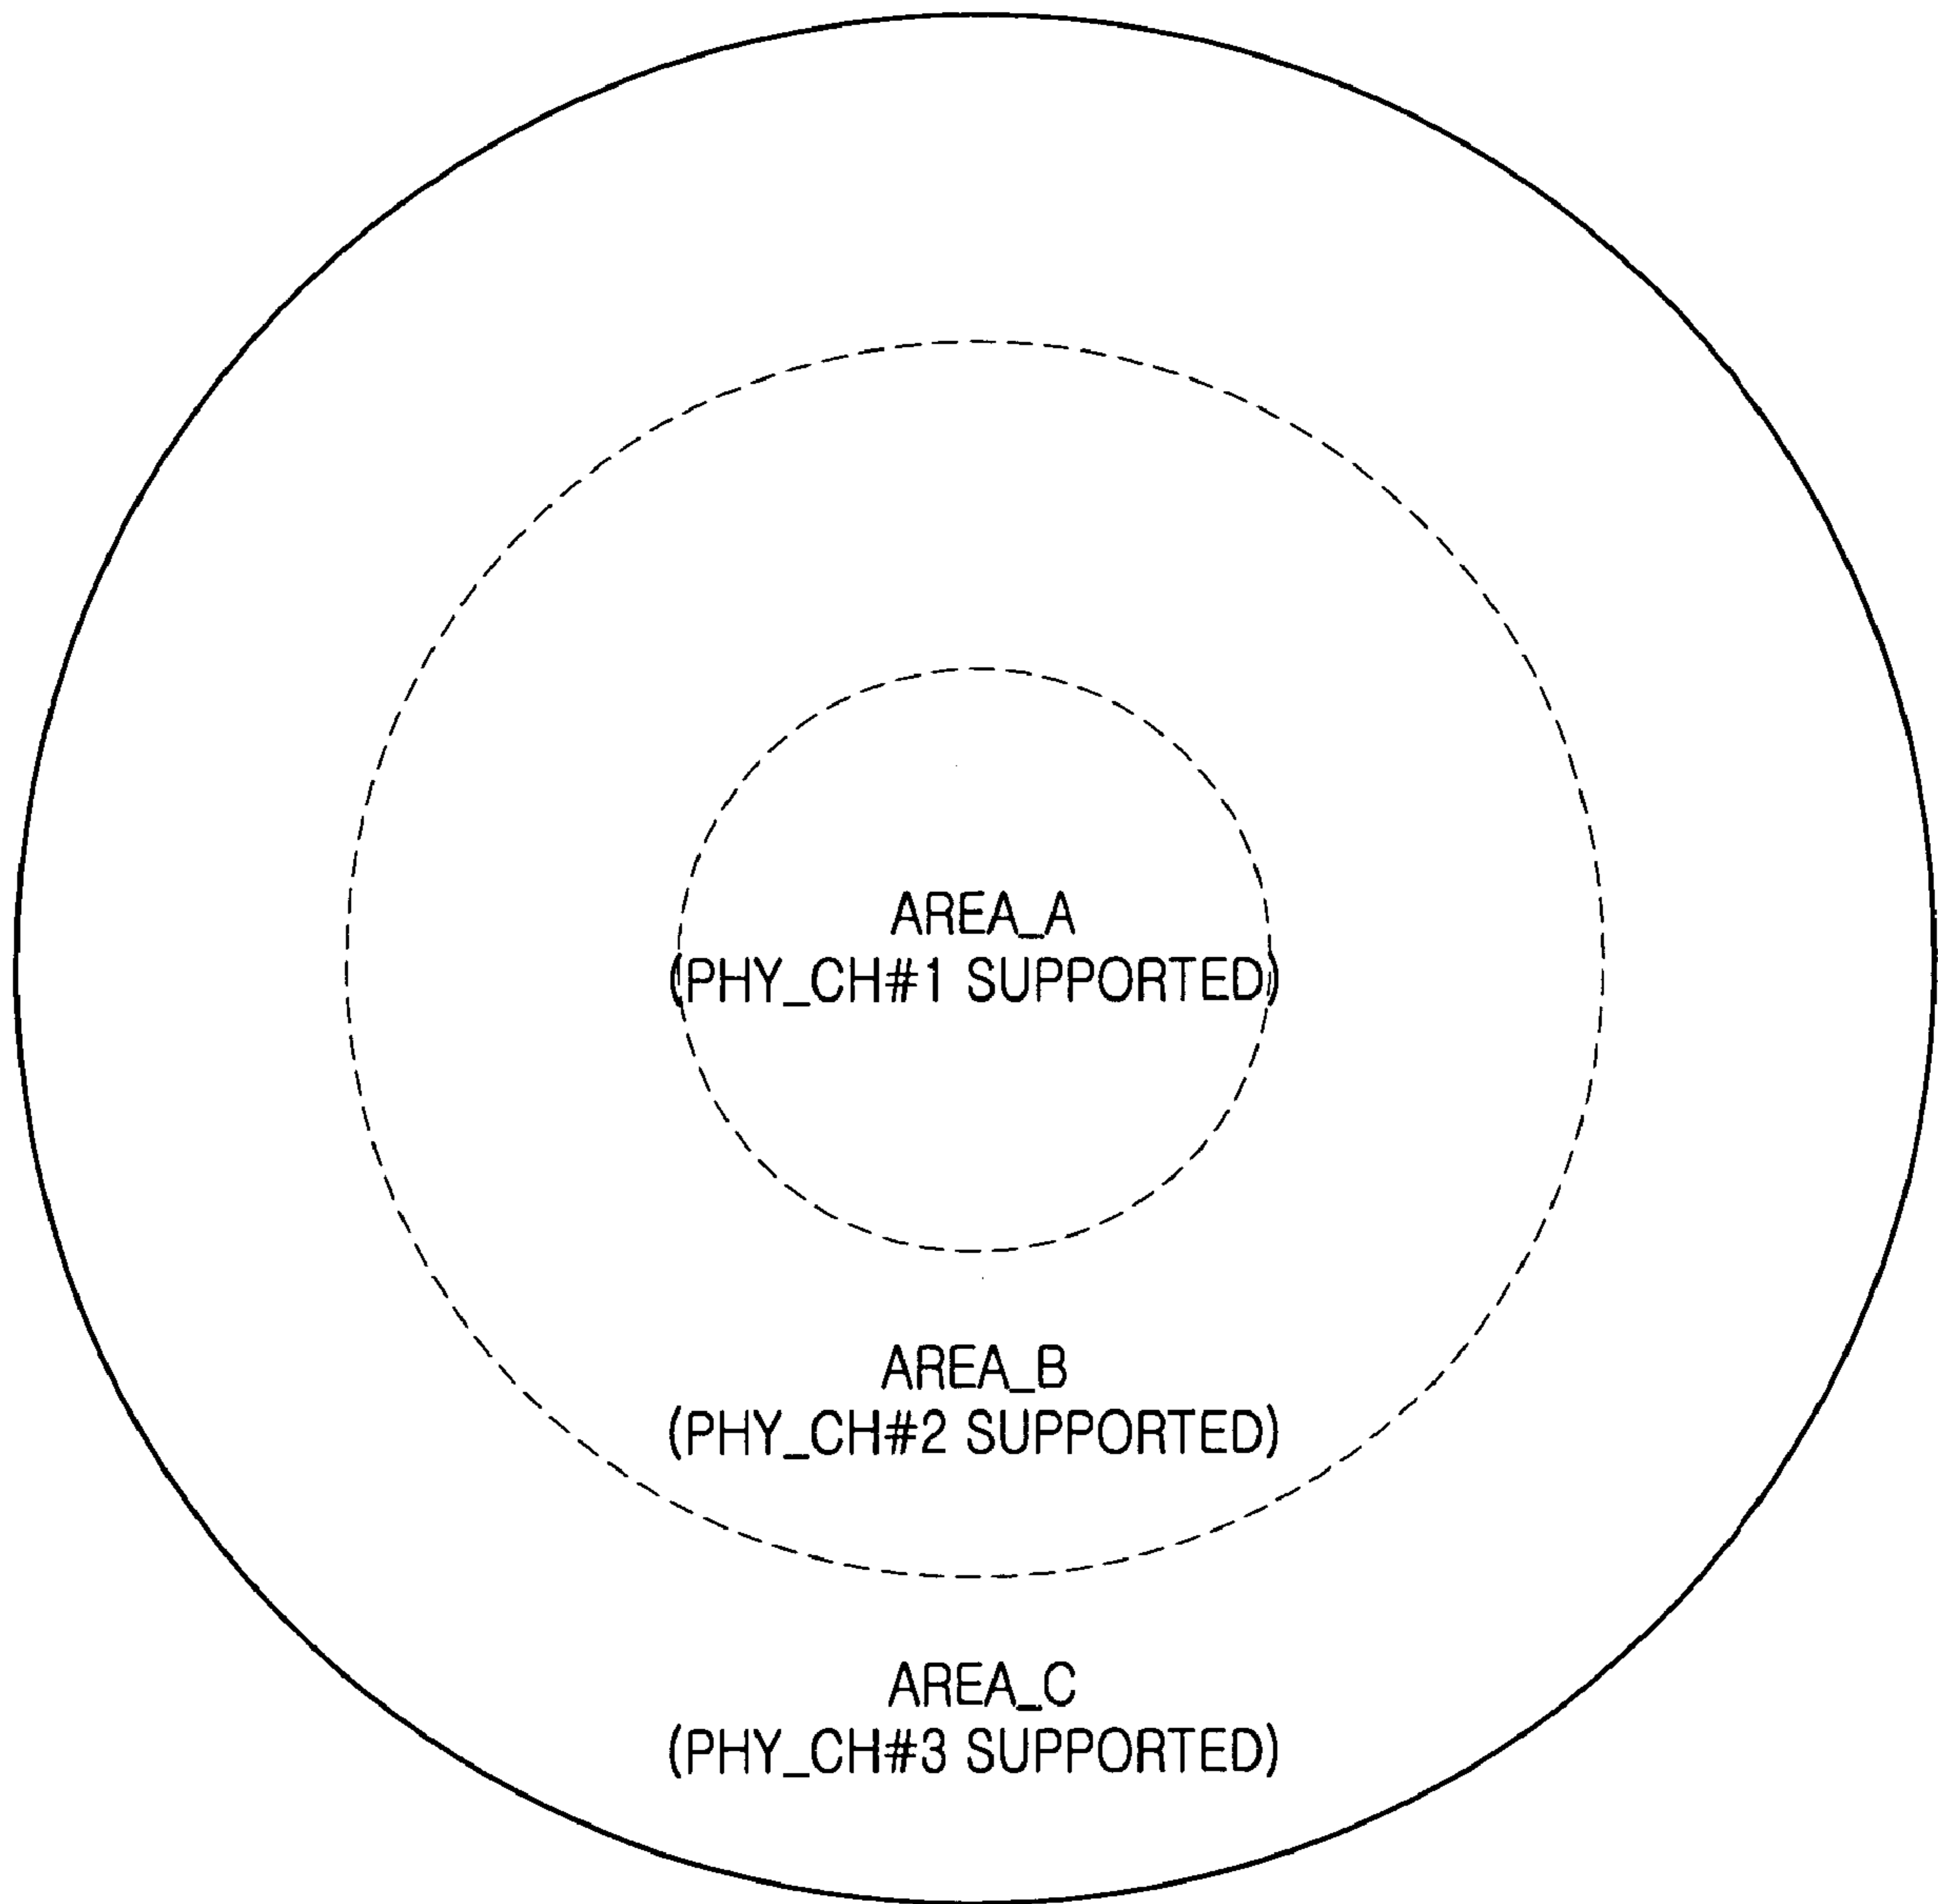 AREA_A
(PHY_CH#1 SUPPORTED)
AREA_B
(PHY_CH#2 SUPPORTED)
AREA_C
(PHY_CH#3 SUPPORTED)